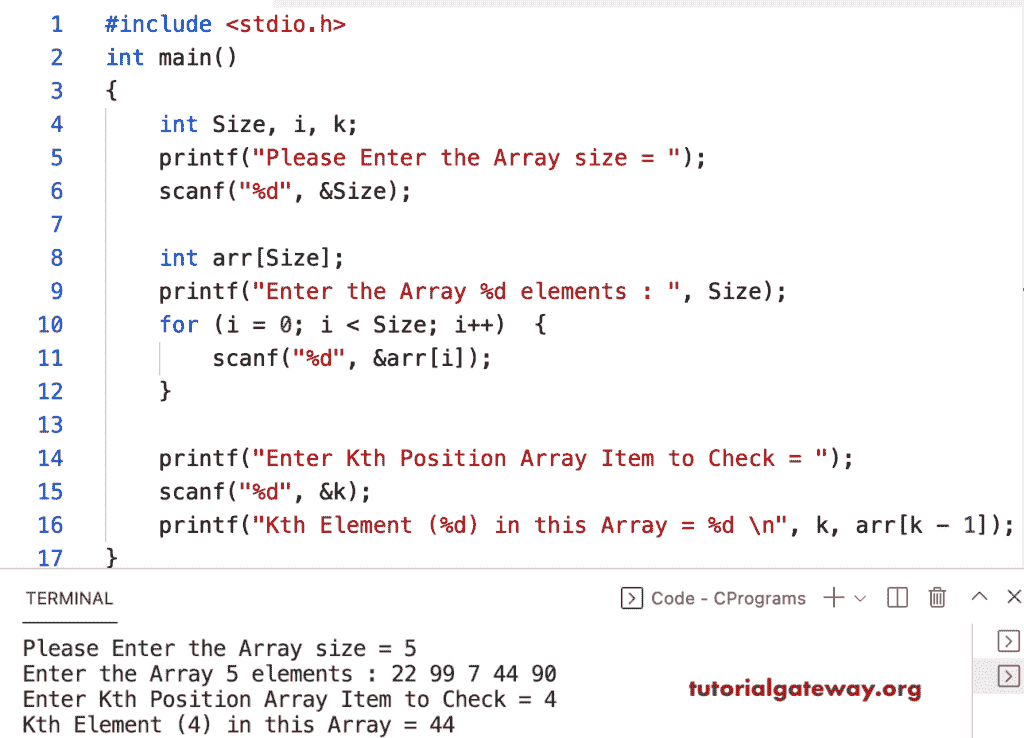 1 #include <stdio.h>
2 int main()
3 {
4     int Size, i, k;
5     printf("Please Enter the Array size = ");
6     scanf("%d", &Size);
7
8     int arr[Size];
9     printf("Enter the Array %d elements : ", Size);
10     for (i = 0; i < Size; i++)  {
11         scanf("%d", &arr[i]);
12     }
13
14     printf("Enter Kth Position Array Item to Check = ");
15     scanf("%d", &k);
16     printf("Kth Element (%d) in this Array = %d \n", k, arr[k - 1]);
17 }
TERMINAL
Code - CPrograms
Please Enter the Array size = 5
Enter the Array 5 elements : 22 99 7 44 90
Enter Kth Position Array Item to Check = 4
Kth Element (4) in this Array = 44
tutorialgateway.org